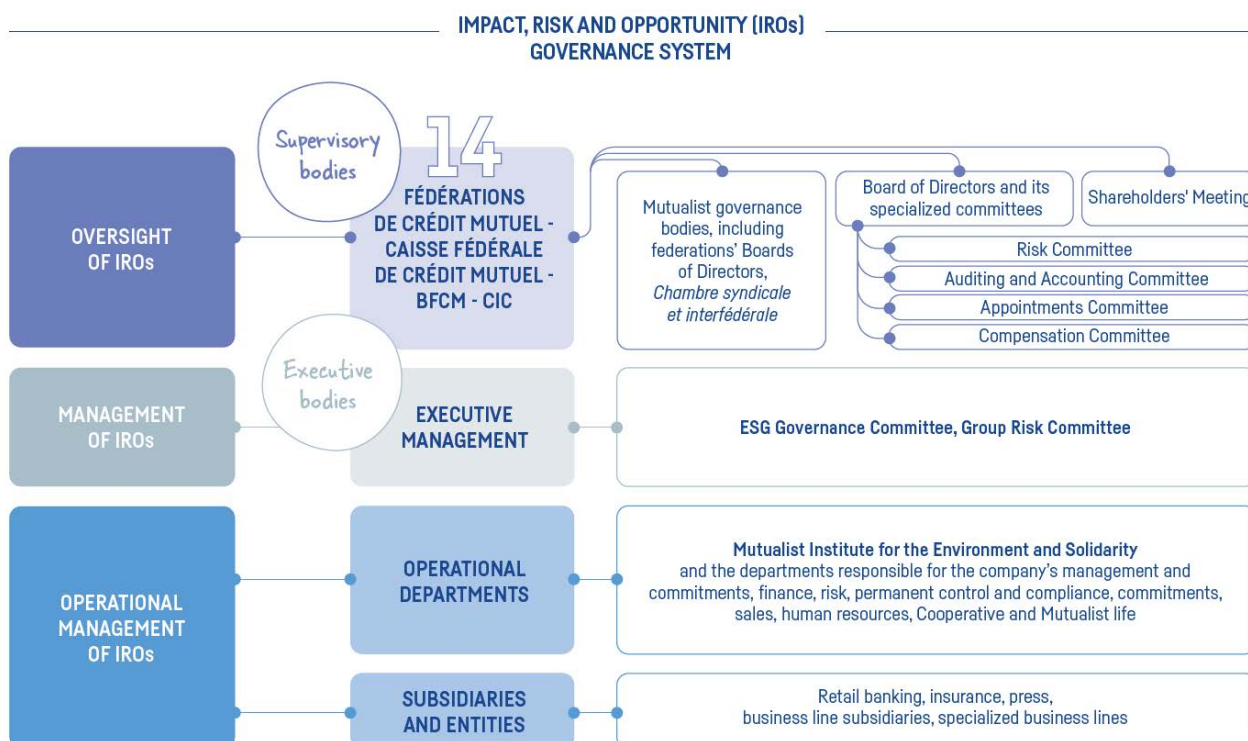 IMPACT, RISK AND OPPORTUNITY (IROs)
GOVERNANCE SYSTEM
Supervisory
bodies
OVERSIGHT
OF IROs
14
FÉDÉRATIONS
DE CRÉDIT MUTUEL -
CAISSE FÉDÉRALE
DE CRÉDIT MUTUEL -
BFCM - CIC
Mutualist governance
bodies, including
federations' Boards
of Directors,
Chambre syndicale
et interfédérale
Board of Directors and its
specialized committees
Shareholders' Meeting
Risk Committee
Auditing and Accounting Committee
Appointments Committee
Compensation Committee
Executive
bodies
MANAGEMENT
OF IROs
EXECUTIVE
MANAGEMENT
ESG Governance Committee, Group Risk Committee
OPERATIONAL
MANAGEMENT
OF IROs
OPERATIONAL
DEPARTMENTS
Mutualist Institute for the Environment and Solidarity
and the departments responsible for the company's management and
commitments, finance, risk, permanent control and compliance, commitments,
sales, human resources, Cooperative and Mutualist life
SUBSIDIARIES
AND ENTITIES
Retail banking, insurance, press,
business line subsidiaries, specialized business lines